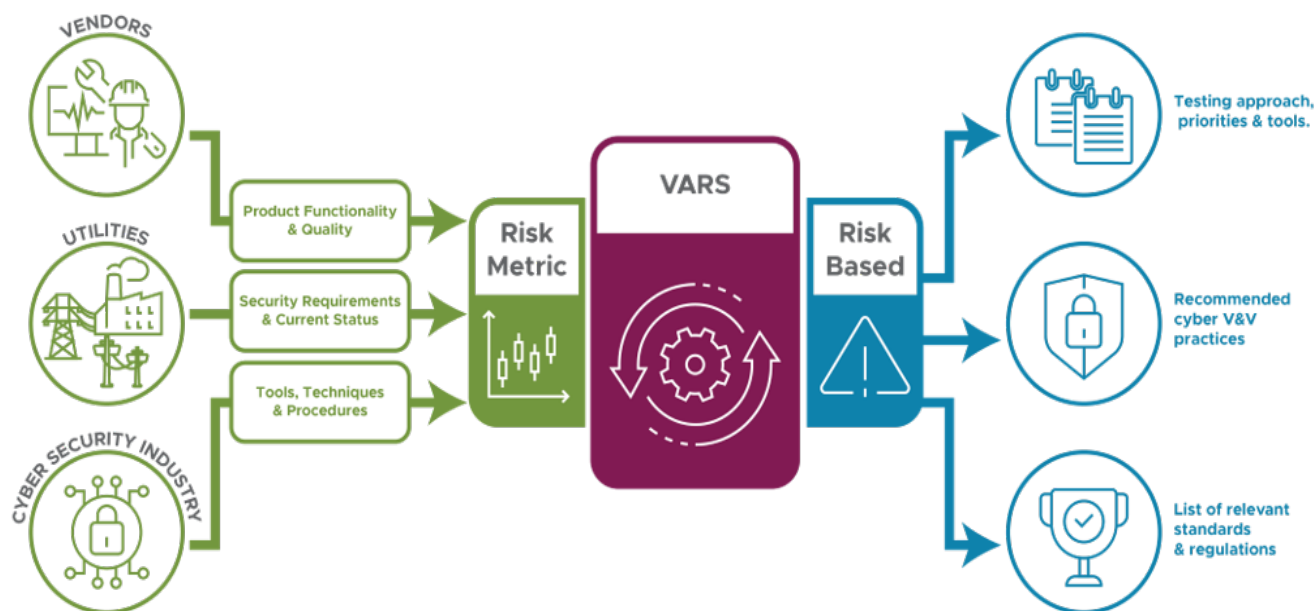 VENDORS
UTILITIES
CYBER SECURITY INDUSTRY
Product Functionality
& Quality
Security Requirements
& Current Status
Tools, Techniques
& Procedures
Risk
Metric
VARS
Risk
Based
Testing approach,
priorities & tools.
Recommended
cyber V&V
practices
List of relevant
standards
& regulations